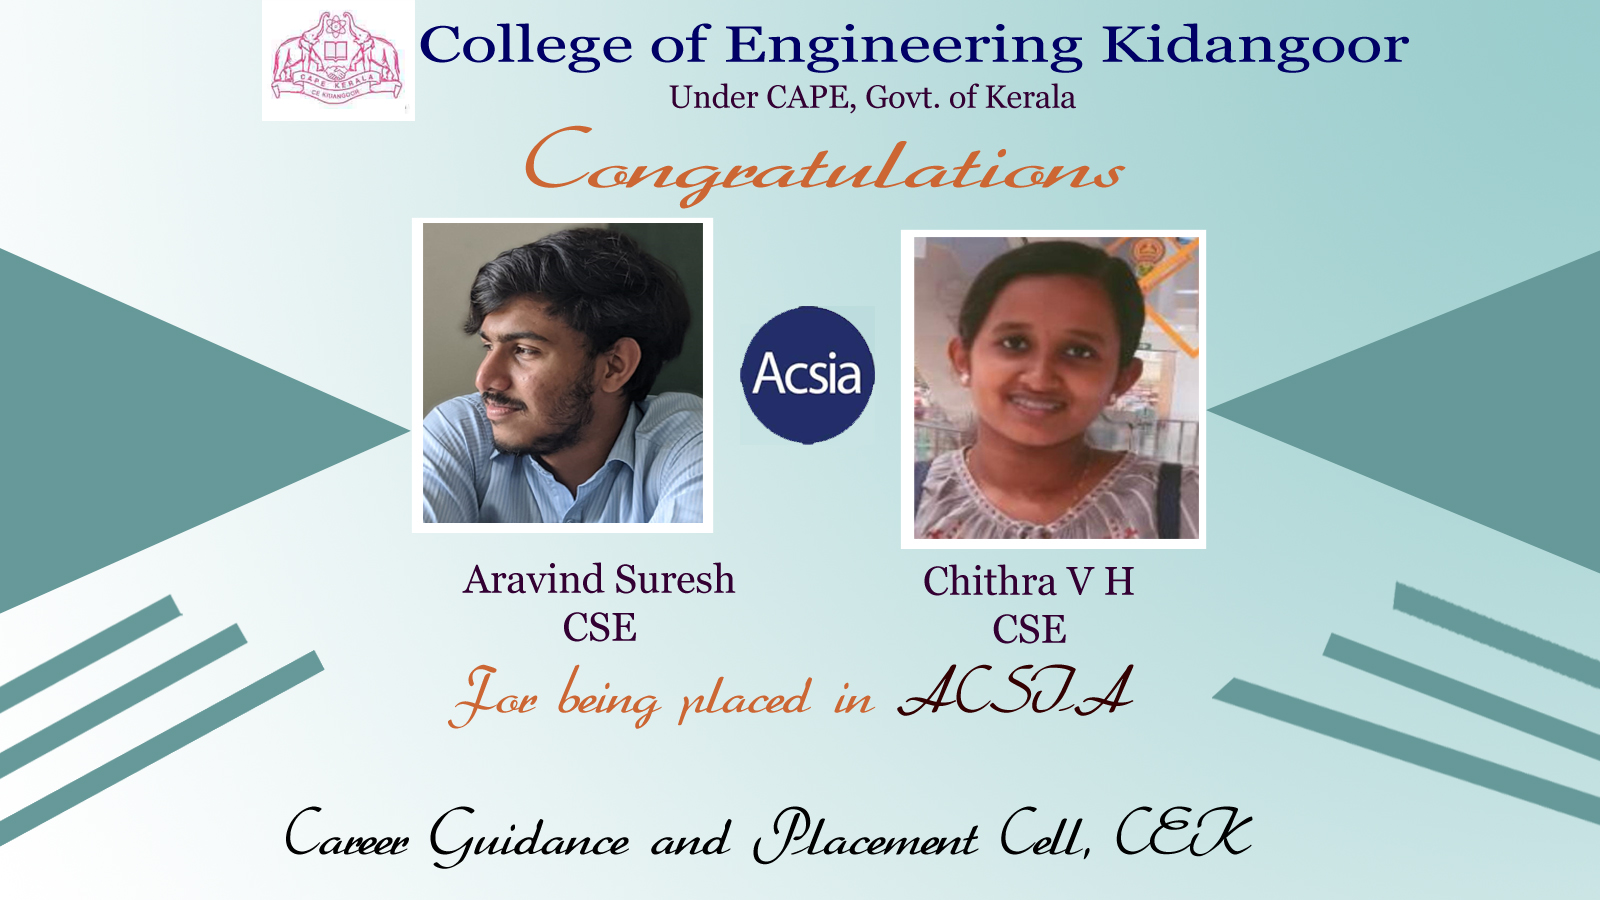 College of Engineering Kidangoor
Under CAPE, Govt. of Kerala
CAPE KERALA
CE KIDANGOOR
Congratulations
Acsia
Aravind Suresh
CSE
Chithra V H
CSE
For being placed in ACSIA
Career Guidance and Placement Cell, CEK